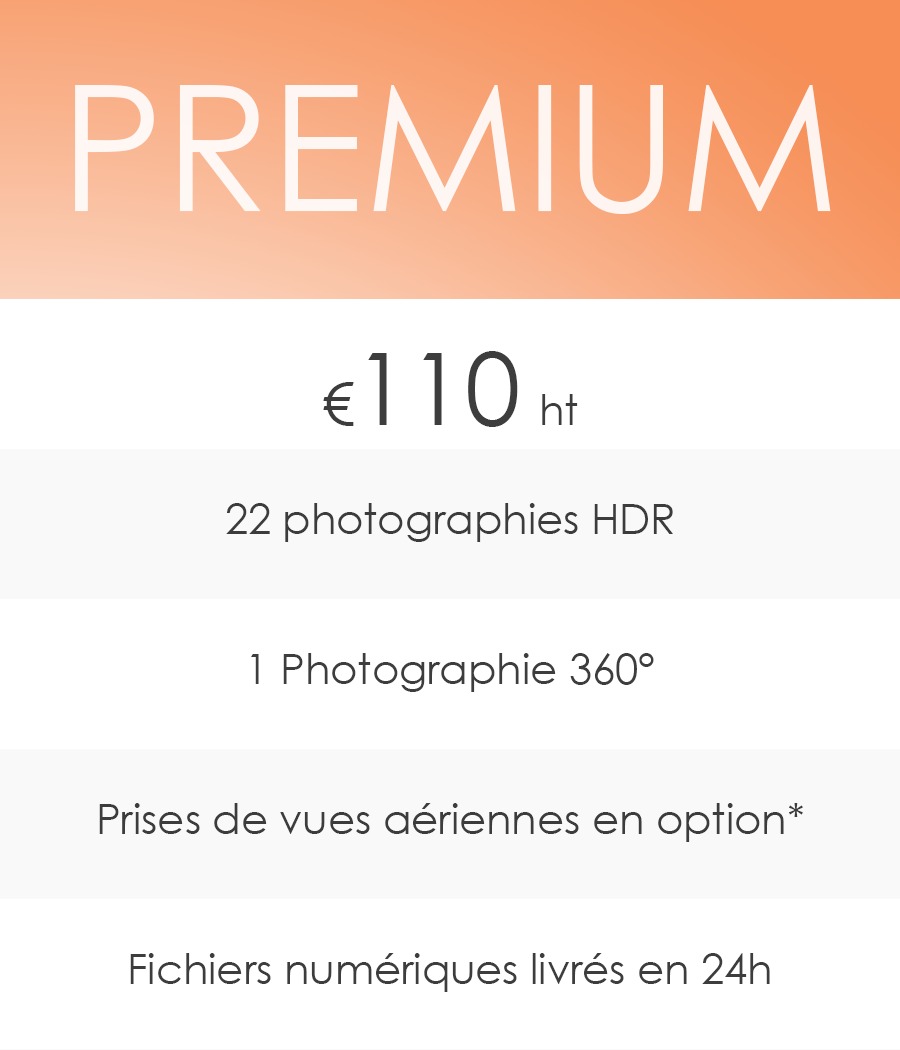 PREMIUM
€110 ht
22 photographies HDR
1 Photographie 360°
Prises de vues aériennes en option*
Fichiers numériques livrés en 24h